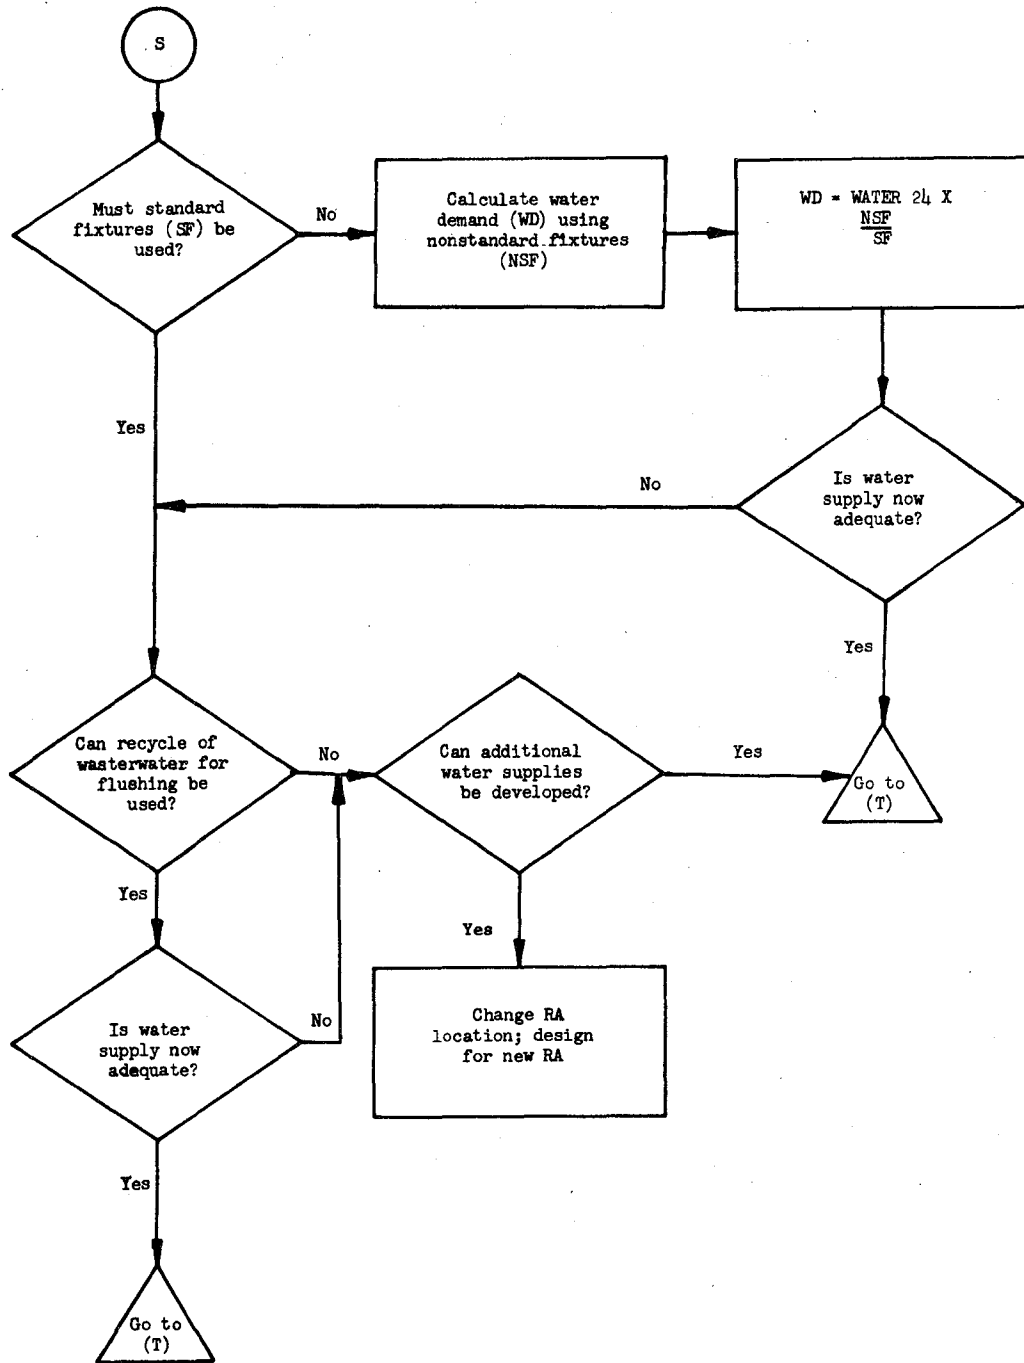 S
Must standard
fixtures (SF) be
used?
No
Calculate water
demand (WD) using
nonstandard fixtures
(NSF)
WD = WATER 24 X
NSF
SF
Yes
No
Is water
supply now
adequate?
Yes
Can recycle of
wasterwater for
flushing be
used?
No
Can additional
water supplies
be developed?
Yes
Go to
(T)
Yes
Yes
Is water
supply now
adequate?
No
Change RA
location; design
for new RA
Yes
Go to
(T)